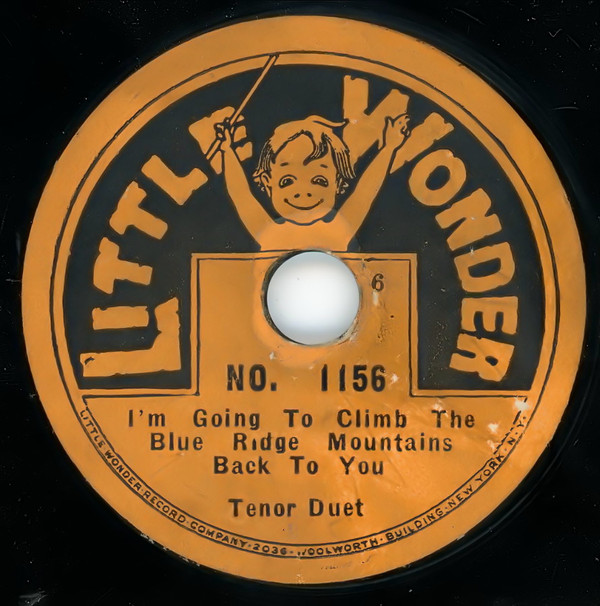 LITTLE WONDER
6
NO. 1156
I'm Going To Climb The
Blue Ridge Mountains
Back To You
Tenor Duet
LITTLE WONDER RECORD COMPANY · 2036 - WOOLWORTH · BUILDING · NEW YORK · N.Y.